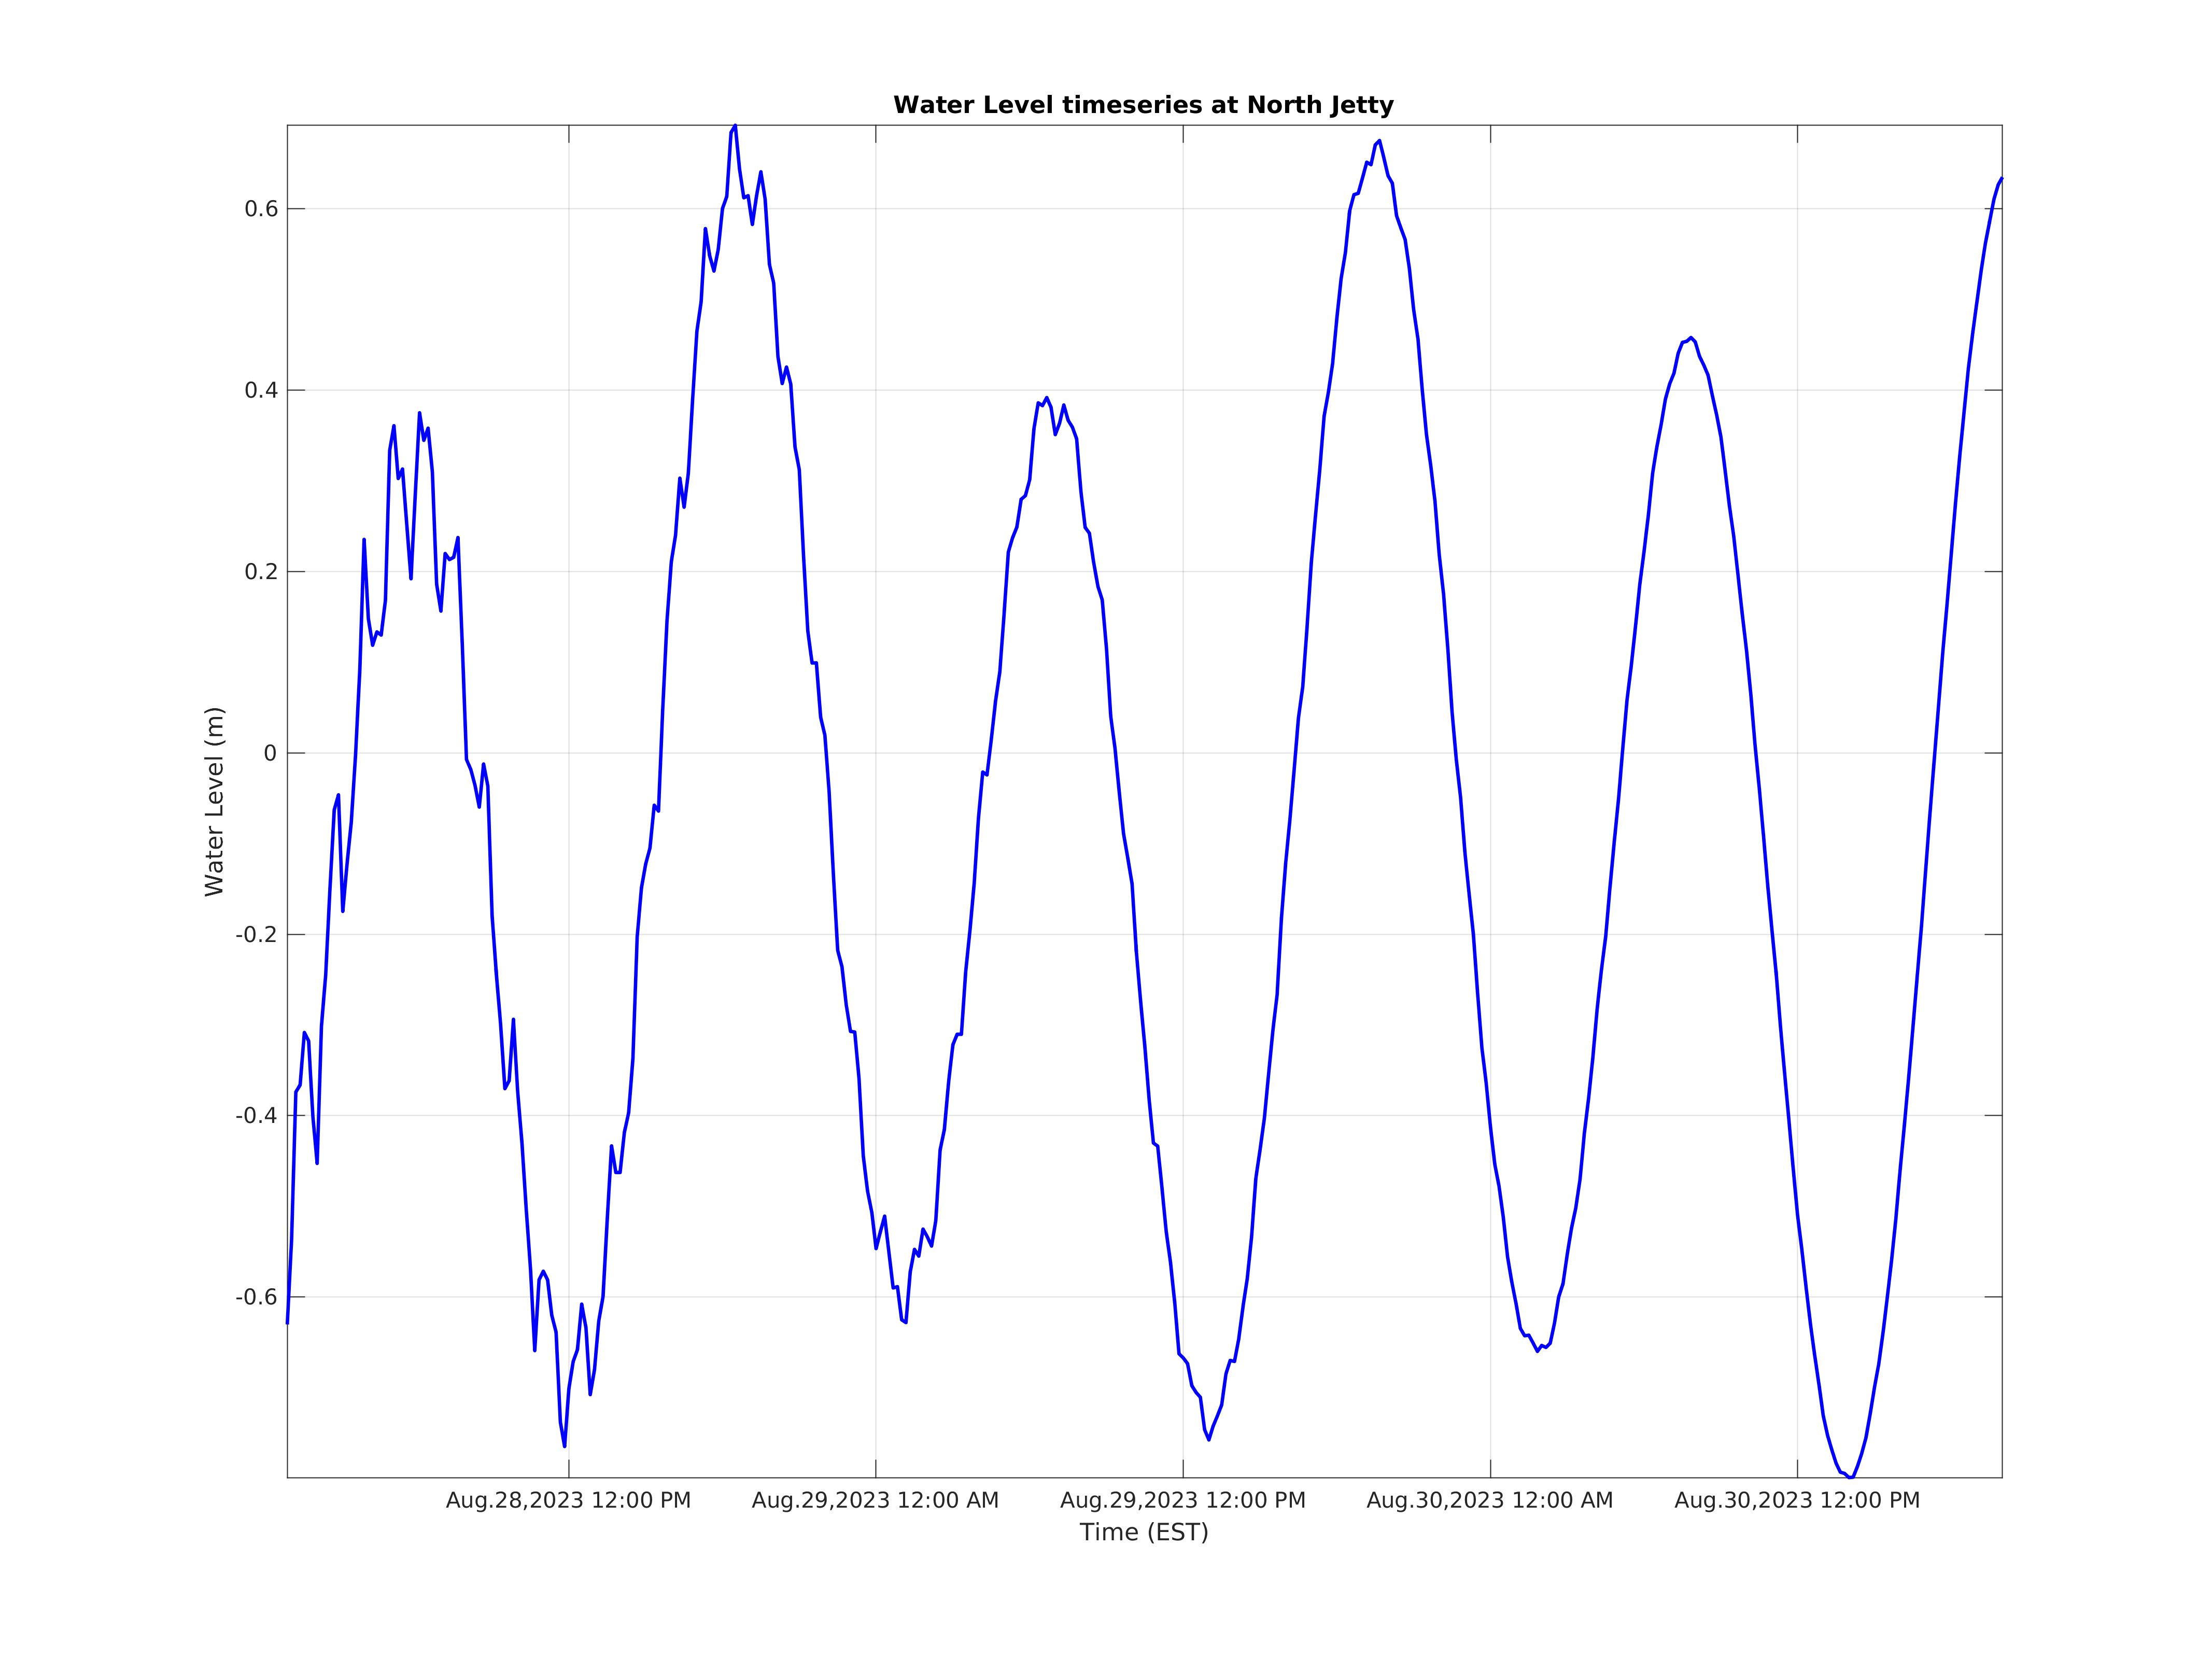 Water Level timeseries at North Jetty
0.6
0.4
0.2
0
-0.2
-0.4
-0.6
Water Level (m)
Aug.28,2023 12:00 PM Aug.29,2023 12:00 AM Aug.29,2023 12:00 PM Aug.30,2023 12:00 AM Aug.30,2023 12:00 PM
Time (EST)